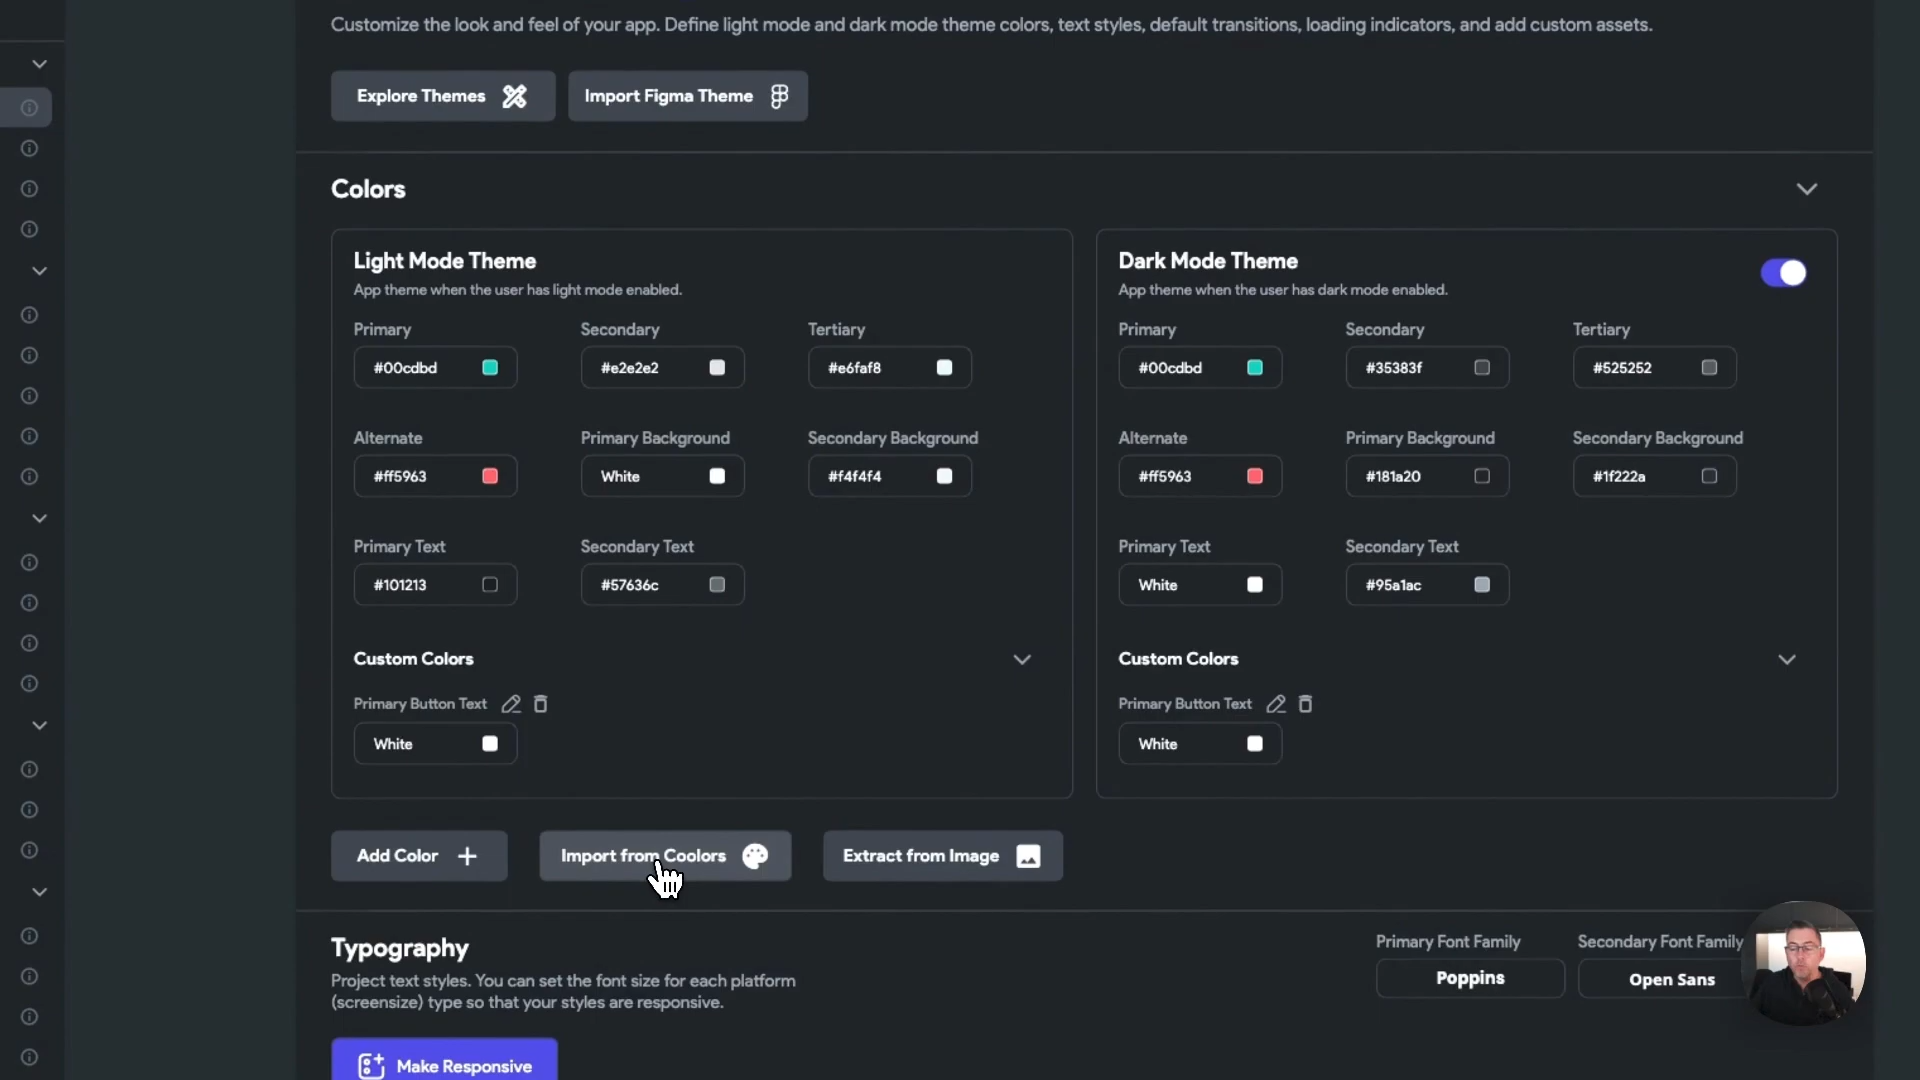 Customize the look and feel of your app. Define light mode and dark mode theme colors, text styles, default transitions, loading indicators, and add custom assets.
Explore Themes
Import Figma Theme
Colors
Light Mode Theme
App theme when the user has light mode enabled.
Primary
Secondary
Tertiary
#00cdbd
#e2e2e2
#e6faf8
Alternate
Primary Background
Secondary Background
#ff5963
White
#f4f4f4
Primary Text
Secondary Text
#101213
#57636c
Custom Colors
Primary Button Text
White
Dark Mode Theme
App theme when the user has dark mode enabled.
Primary
Secondary
Tertiary
#00cdbd
#35383f
#525252
Alternate
Primary Background
Secondary Background
#ff5963
#181a20
#1f222a
Primary Text
Secondary Text
White
#95a1ac
Custom Colors
Primary Button Text
White
Add Color
Import from Coolors
Extract from Image
Typography
Project text styles. You can set the font size for each platform
(screensize) type so that your styles are responsive.
Primary Font Family
Secondary Font Family
Poppins
Open Sans
Make Responsive